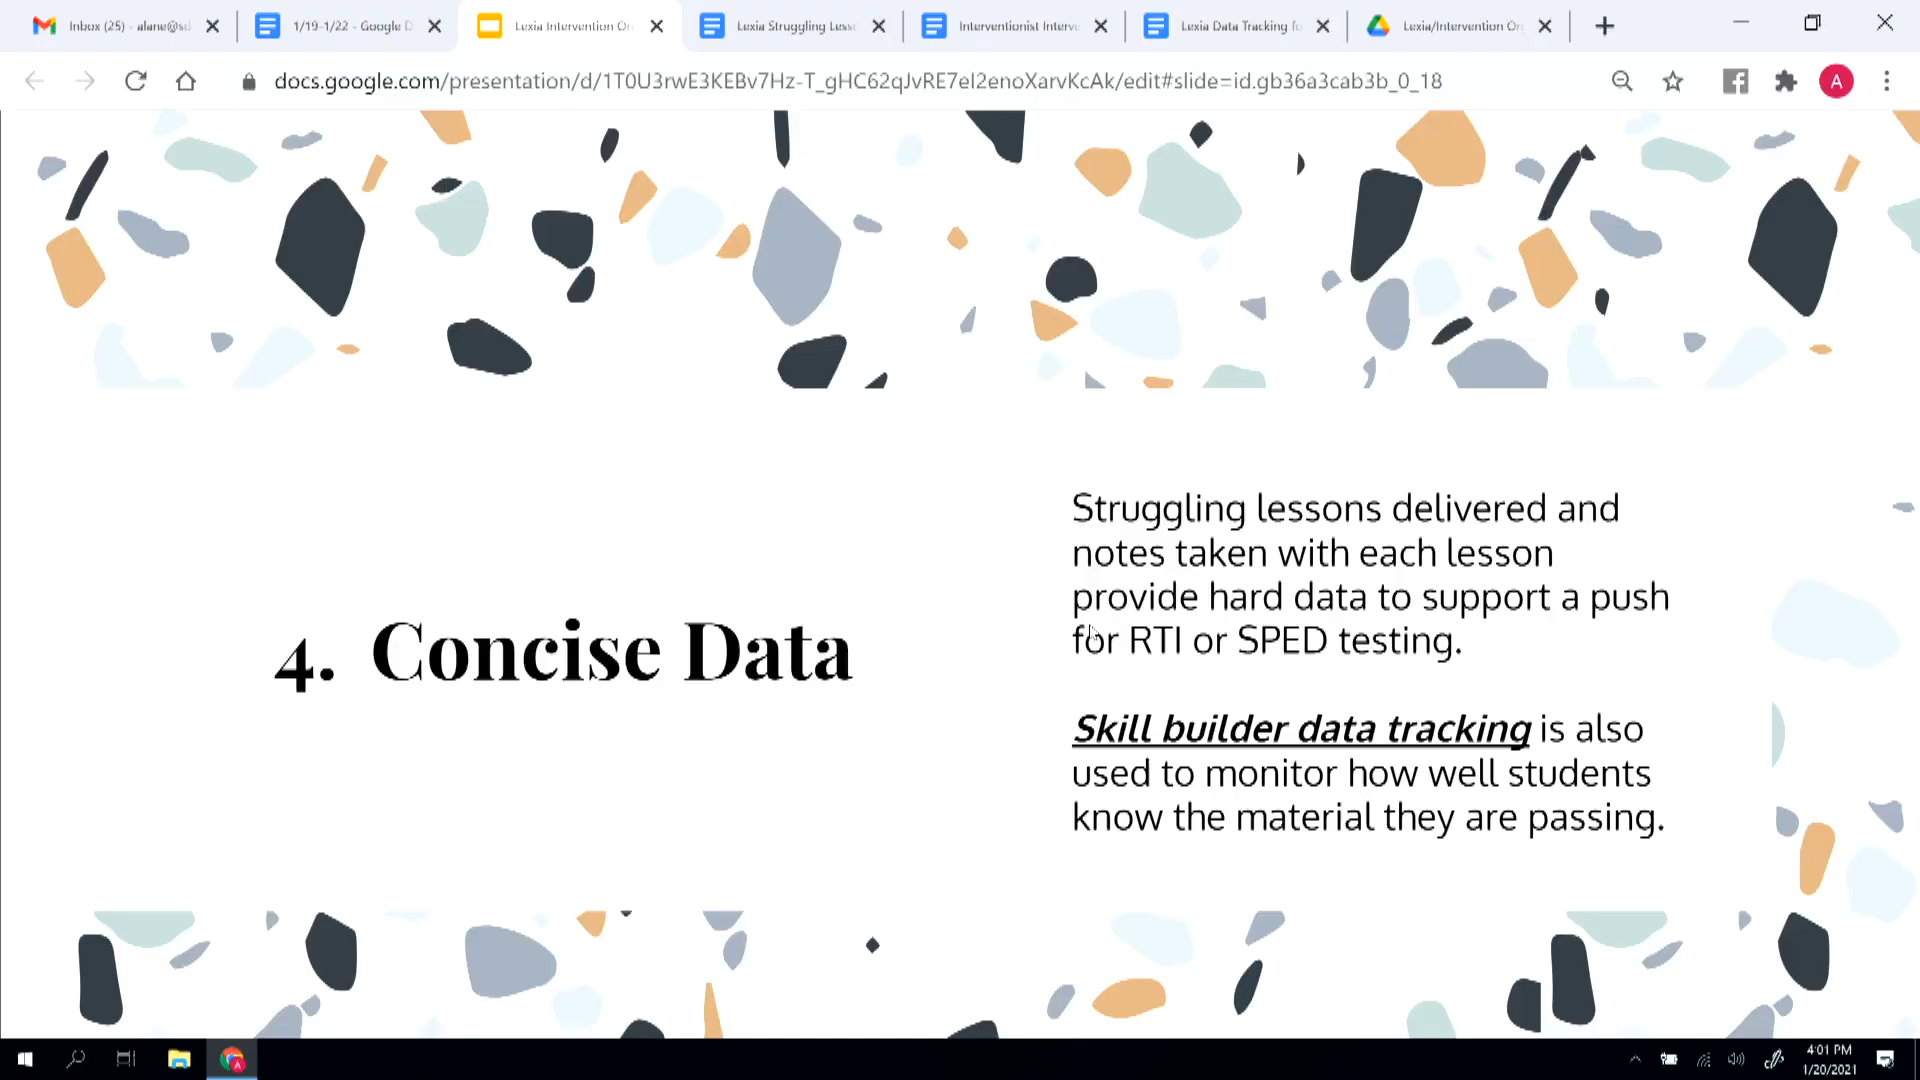 Inbox (25) - alane@sd
1/19-1/22 - Google D
Lexia Intervention Or
Lexia Struggling Less
Interventionist Interv
Lexia Data Tracking fo
Lexia/Intervention Or
docs.google.com/presentation/d/1T0U3rwE3KEBv7Hz-T_gHC62qJvRE7el2enoXarvKcAk/edit#slide=id.gb36a3cab3b_0_18
A
4. Concise Data
Struggling lessons delivered and
notes taken with each lesson
provide hard data to support a push
for RTI or SPED testing.
Skill builder data tracking is also
used to monitor how well students
know the material they are passing.
4:01 PM
1/20/2021